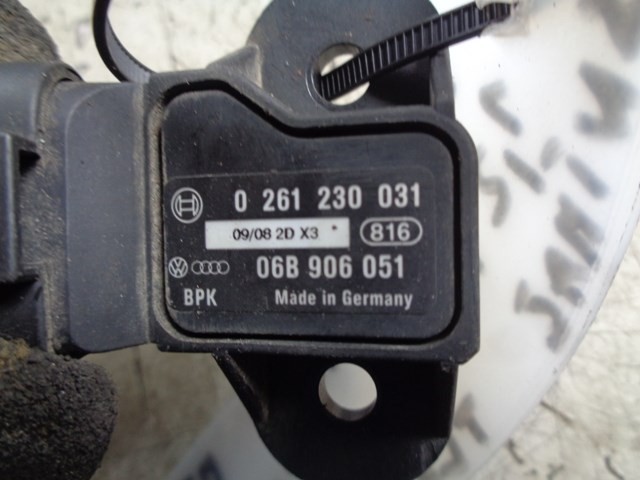 0 261 230 031
09/08 2D X3 816
06B 906 051
BPK Made in Germany